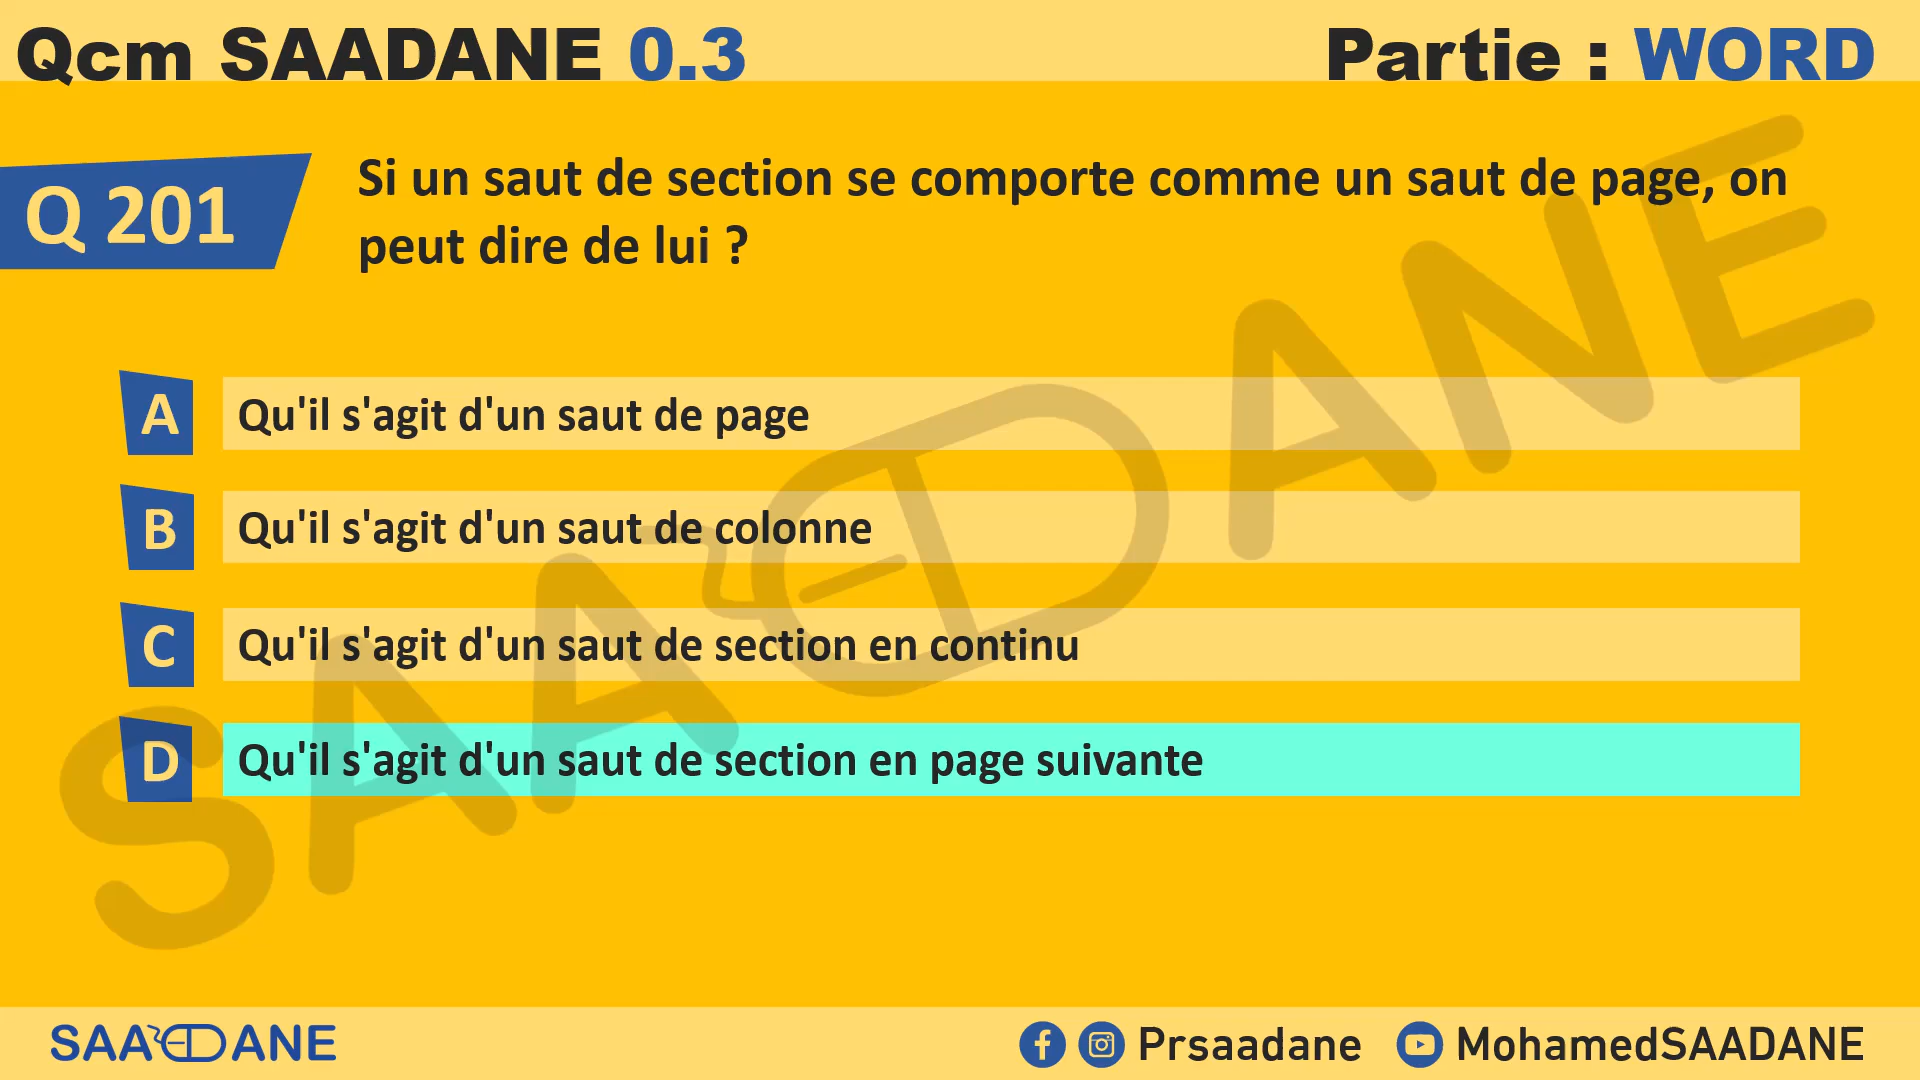 Qcm SAADANE 0.3
Partie : WORD
Q 201
Si un saut de section se comporte comme un saut de page, on
peut dire de lui ?
A
Qu'il s'agit d'un saut de page
B
Qu'il s'agit d'un saut de colonne
C
Qu'il s'agit d'un saut de section en continu
D
Qu'il s'agit d'un saut de section en page suivante
SAADANE
SAADANE
Prsaadane
MohamedSAADANE